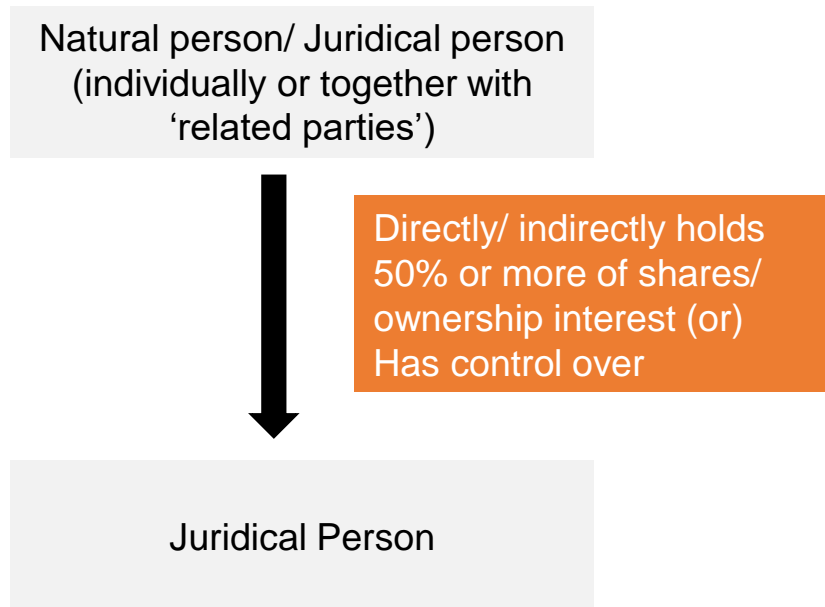 Natural person/ Juridical person
(individually or together with
‘related parties’)
Directly/ indirectly holds
50% or more of shares/
ownership interest (or)
Has control over
Juridical Person